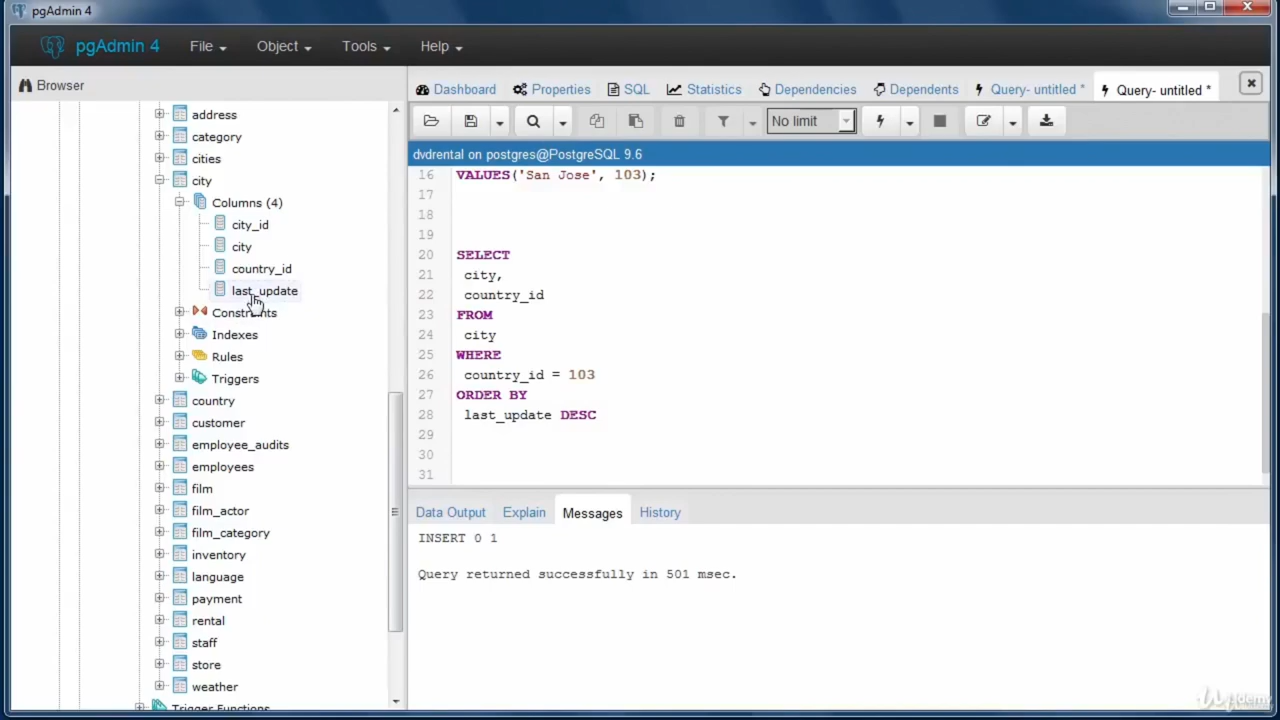 pgAdmin 4
pgAdmin 4 File Object Tools Help
Browser
Dashboard Properties SQL Statistics Dependencies Dependents Query- untitled * Query- untitled *
No limit
dvdrental on postgres@PostgreSQL 9.6
address
category
cities
city
Columns (4)
city_id
city
country_id
last_update
Constraints
Indexes
Rules
Triggers
country
customer
employee_audits
employees
film
film_actor
film_category
inventory
language
payment
rental
staff
store
weather
Trigger Functions
16 VALUES('San Jose', 103);
17
18
19
20 SELECT
21 city,
22 country_id
23 FROM
24 city
25 WHERE
26 country_id = 103
27 ORDER BY
28 last_update DESC
29
30
31
Data Output Explain Messages History
INSERT 0 1
Query returned successfully in 501 msec.
Udemy